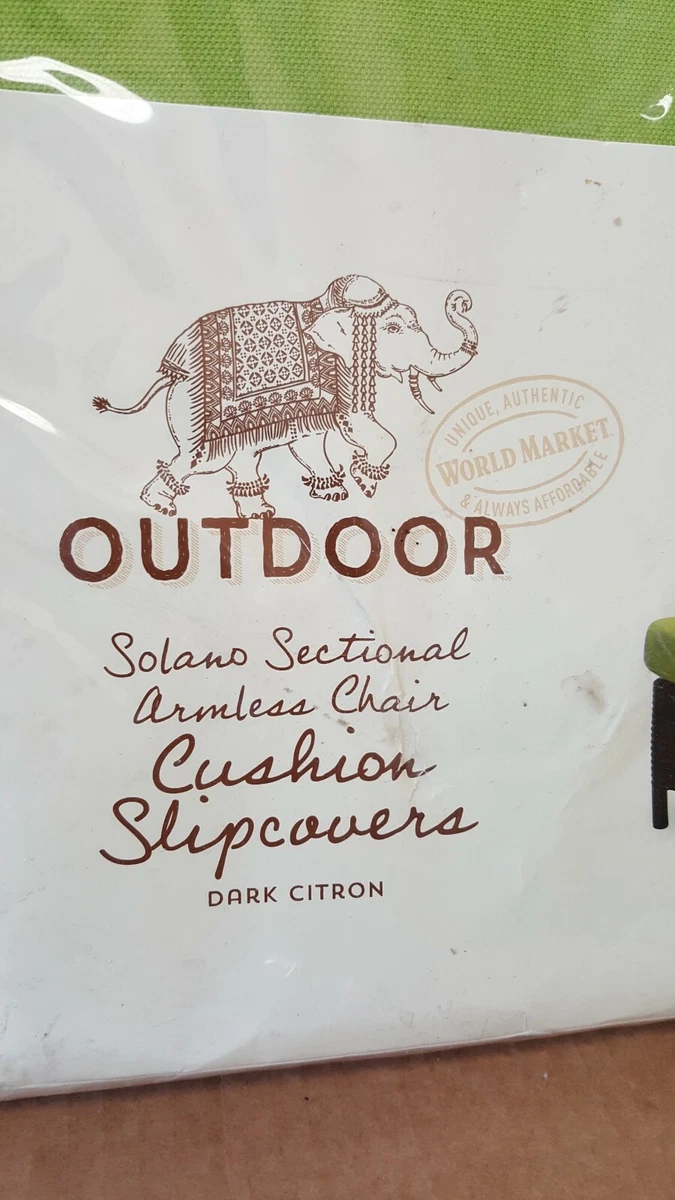 UNIQUE, AUTHENTIC
WORLD MARKET
& ALWAYS AFFORDABLE
OUTDOOR
Solano Sectional
Armless Chair
Cushion
Slipcovers
DARK CITRON